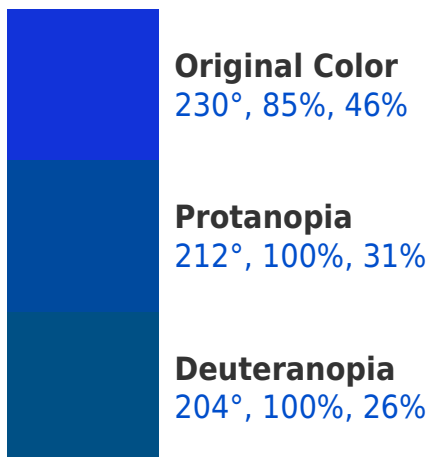 Original Color
230°, 85%, 46%
Protanopia
212°, 100%, 31%
Deuteranopia
204°, 100%, 26%